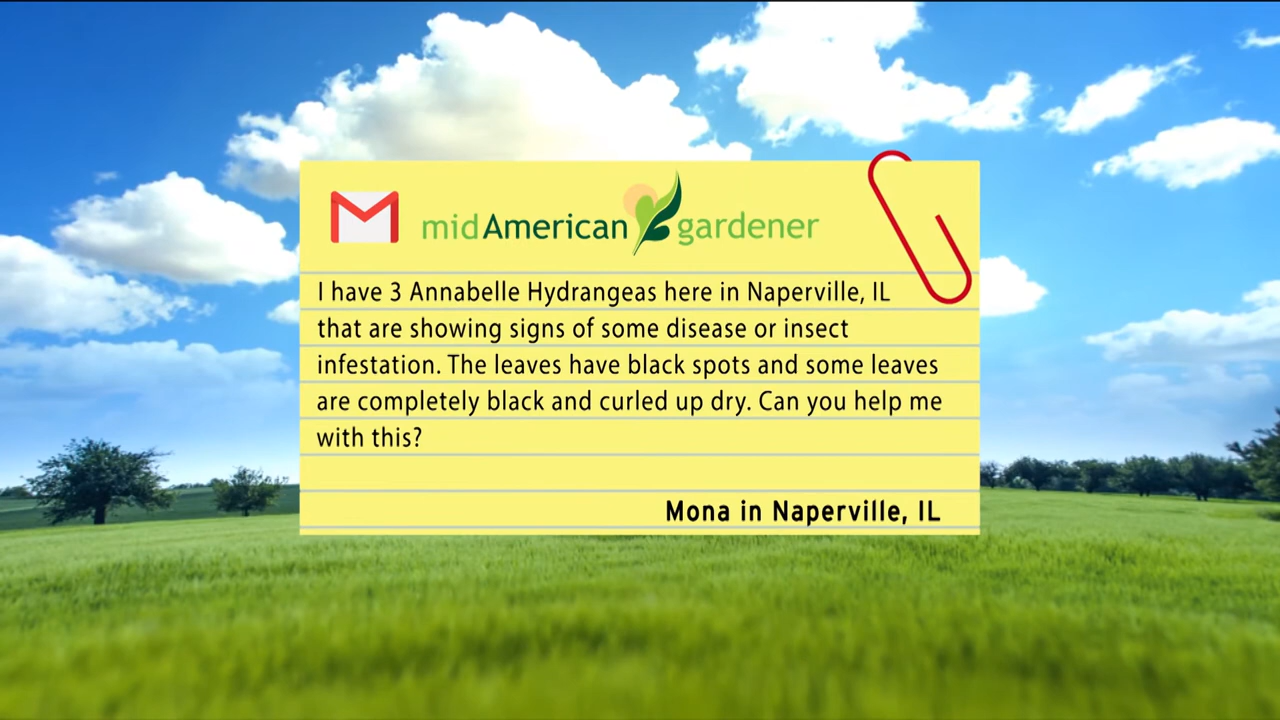 mid American gardener
I have 3 Annabelle Hydrangeas here in Naperville, IL
that are showing signs of some disease or insect
infestation. The leaves have black spots and some leaves
are completely black and curled up dry. Can you help me
with this?
Mona in Naperville, IL